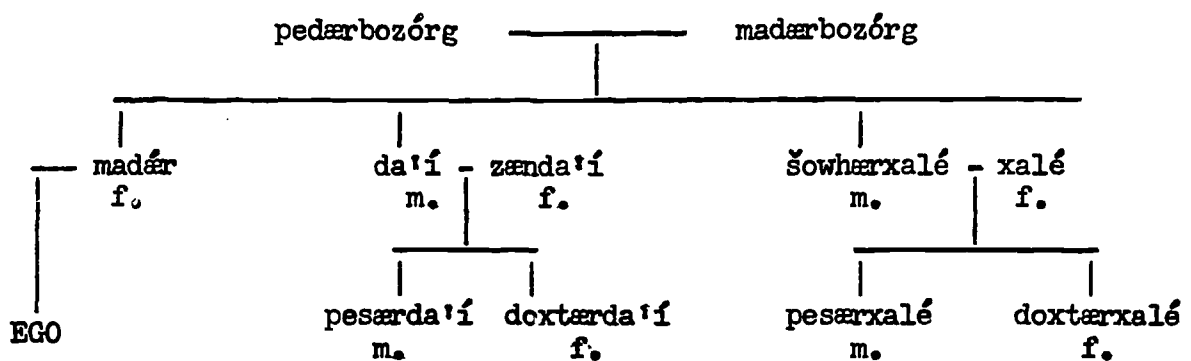 pedærbozórg madærbozórg
madǽr da'í - zænda'í šowhærxalé - xalé
f. m. f. m. f.
EGO pesærda'í doxtærda'í pesærxalé doxtærxalé
m. f. m. f.